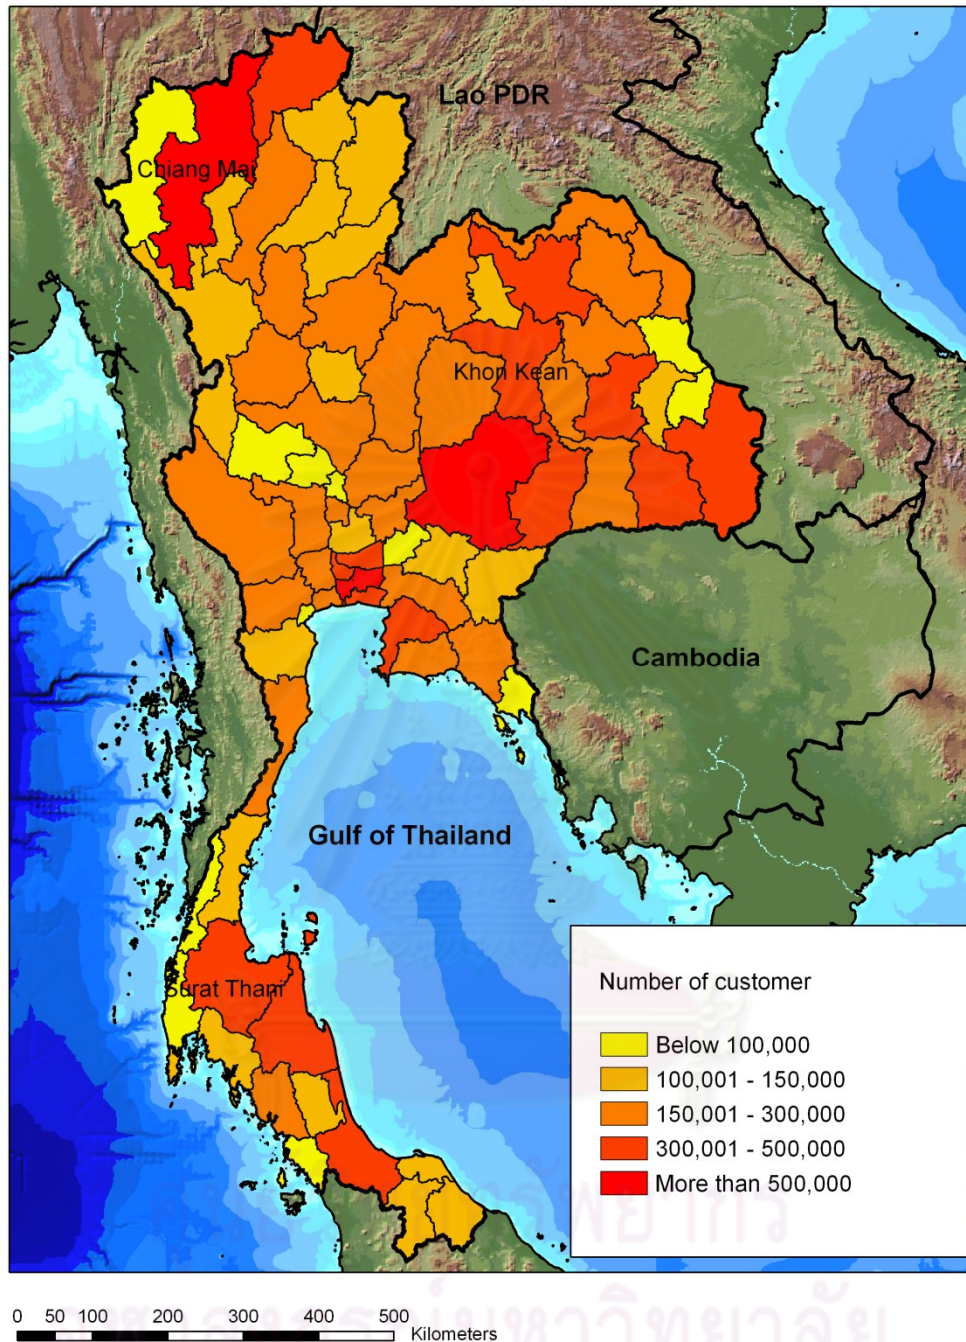 Lao PDR
Chiang Mai
Khon Kean
Cambodia
Gulf of Thailand
Surat Thani
Number of customer
Below 100,000
100,001 - 150,000
150,001 - 300,000
300,001 - 500,000
More than 500,000
0 50 100 200 300 400 500
Kilometers